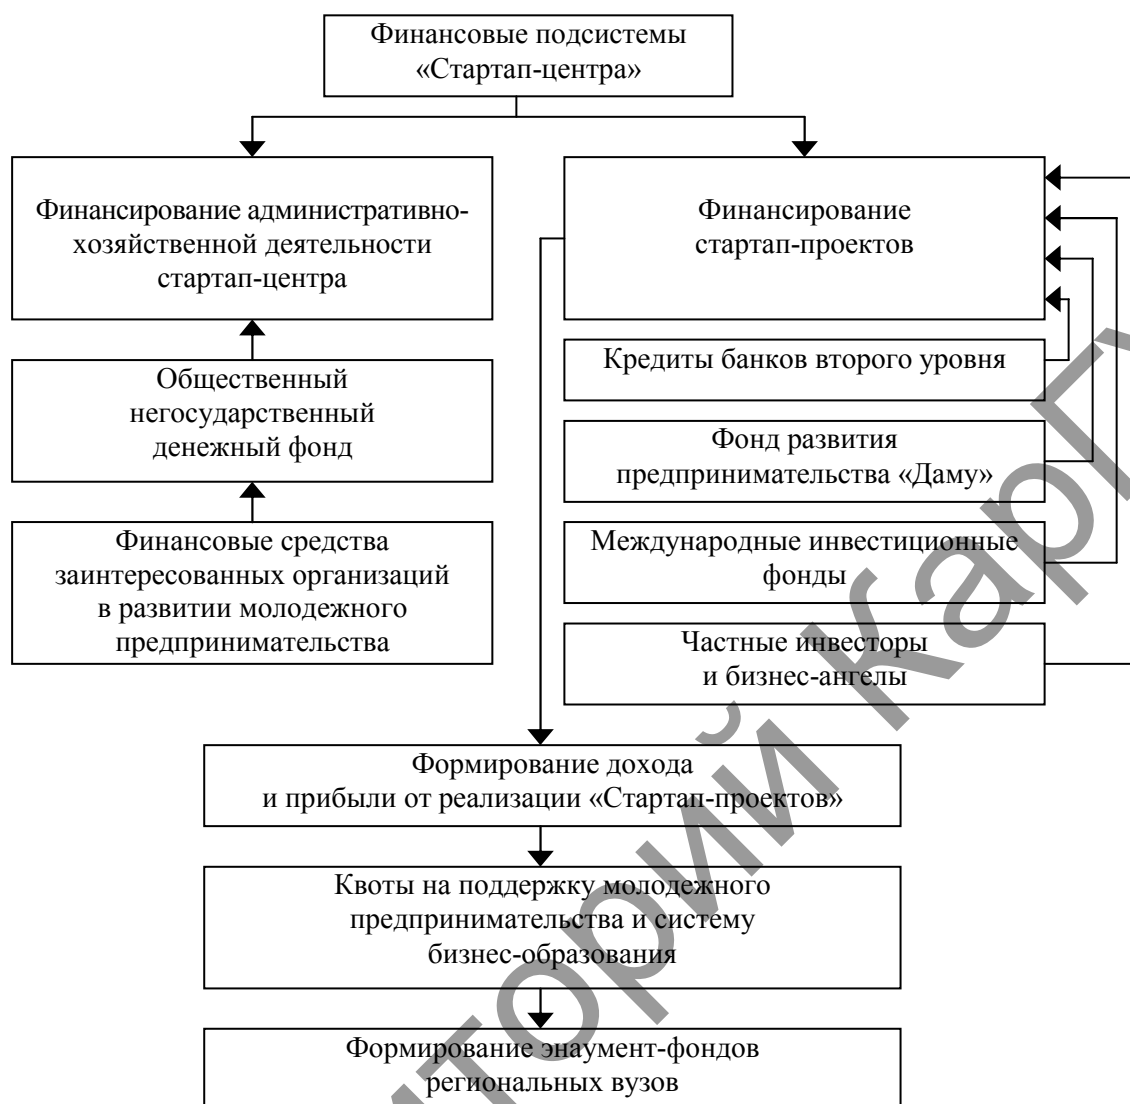 Финансовые подсистемы
«Стартап-центра»
Финансирование административно-
хозяйственной деятельности
стартап-центра
Финансирование
стартап-проектов
Общественный
негосударственный
денежный фонд
Финансовые средства
заинтересованных организаций
в развитии молодежного
предпринимательства
Кредиты банков второго уровня
Фонд развития
предпринимательства «Даму»
Международные инвестиционные
фонды
Частные инвесторы
и бизнес-ангелы
Формирование дохода
и прибыли от реализации «Стартап-проектов»
Квоты на поддержку молодежного
предпринимательства и систему
бизнес-образования
Формирование энаумент-фондов
региональных вузов